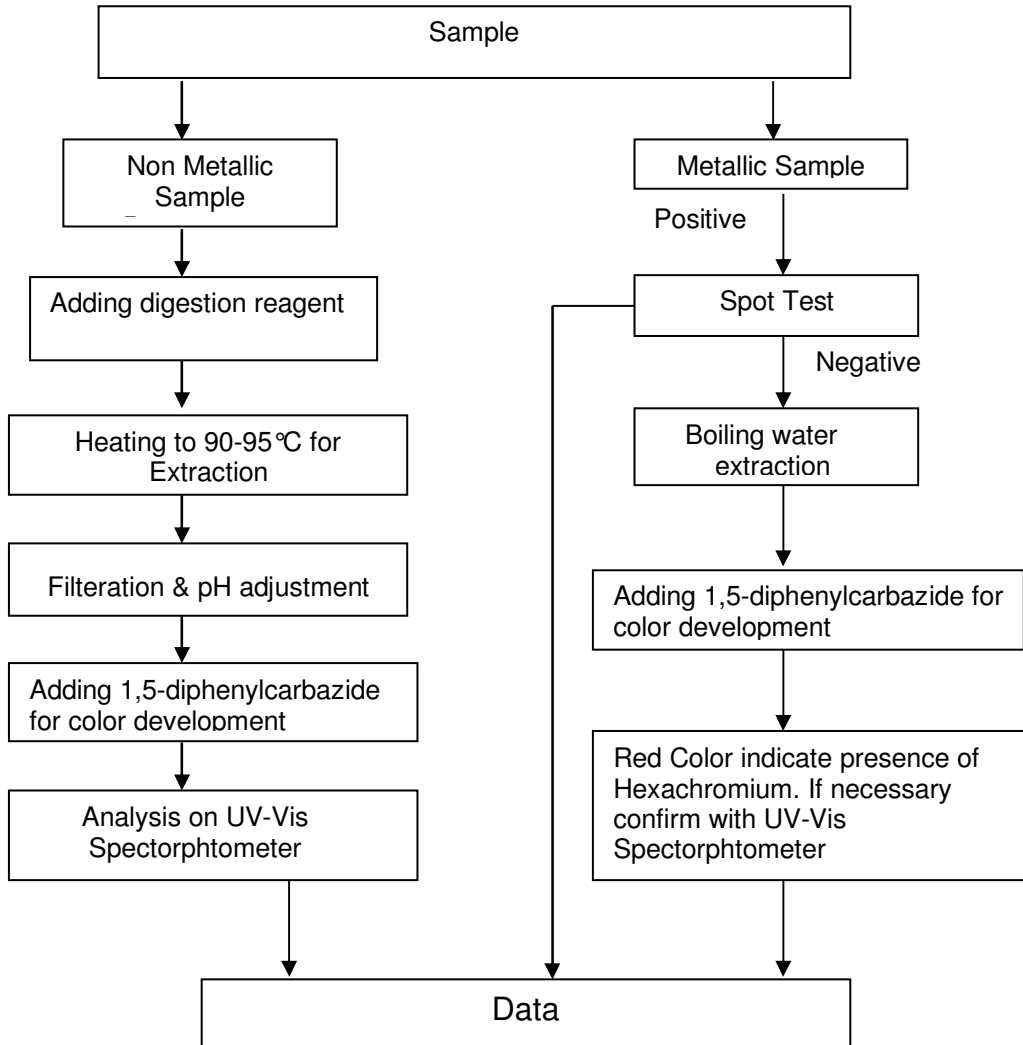 Sample
Non Metallic
Sample
Adding digestion reagent
Heating to 90-95°C for
Extraction
Filteration & pH adjustment
Adding 1,5-diphenylcarbazide
for color development
Analysis on UV-Vis
Spectorphtometer
Metallic Sample
Positive
Spot Test
Negative
Boiling water
extraction
Adding 1,5-diphenylcarbazide for
color development
Red Color indicate presence of
Hexachromium. If necessary
confirm with UV-Vis
Spectorphtometer
Data